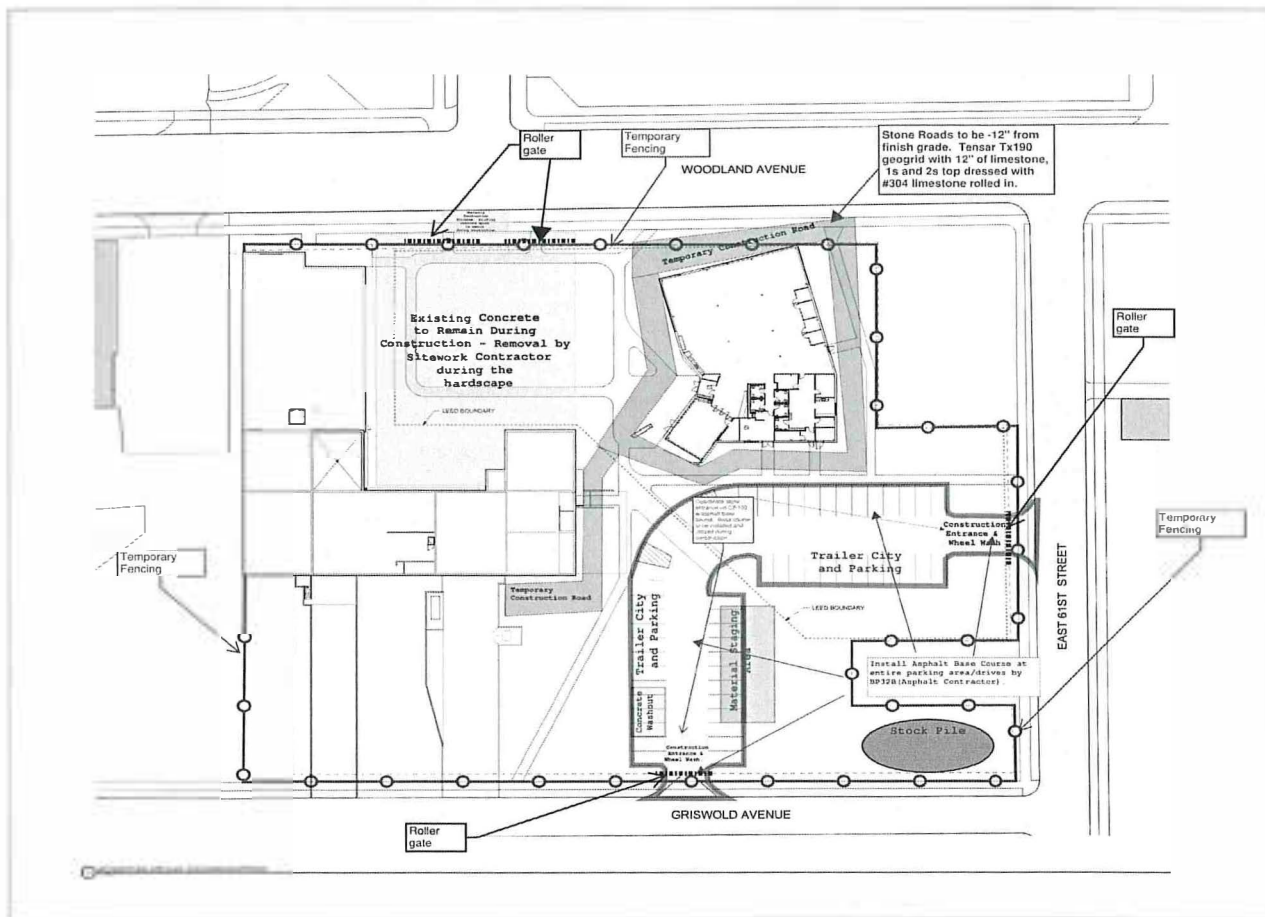 Roller
gate
Temporary
Fencing
WOODLAND AVENUE
Stone Roads to be -12" from
finish grade. Tensar Tx190
geogrid with 12" of limestone,
1s and 2s top dressed with
#304 limestone rolled in.
Temporary Construction Road
Existing Concrete
to Remain During
Construction - Removal by
Sitework Contractor
during the
hardscape
LEED BOUNDARY
Roller
gate
Construction
Entrance &
Wheel Wash
Trailer City
and Parking
Temporary
Fencing
Temporary
Fencing
Temporary
Construction Road
EAST 61ST STREET
LEED BOUNDARY
Trailer City
and Parking
Material Staging
Area
Install Asphalt Base Course at
entire parking area/drives by
BP32B(Asphalt Contractor).
Concrete
Washout
Stock Pile
Construction
Entrance &
Wheel Wash
GRISWOLD AVENUE
Roller
gate